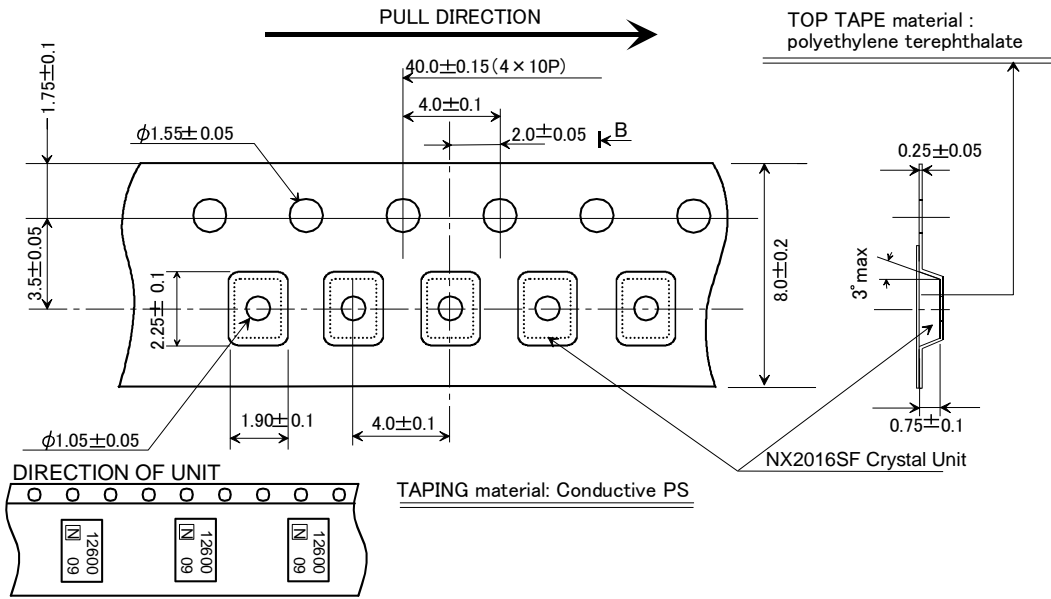 PULL DIRECTION
TOP TAPE material :
polyethylene terephthalate
1.75±0.1
40.0±0.15(4×10P)
4.0±0.1
2.0±0.05
B
ϕ1.55±0.05
0.25±0.05
3.5±0.05
2.25±0.1
8.0±0.2
3°max
1.90±0.1
4.0±0.1
0.75±0.1
ϕ1.05±0.05
NX2016SF Crystal Unit
DIRECTION OF UNIT
TAPING material: Conductive PS
12600
N 09
12600
N 09
12600
N 09